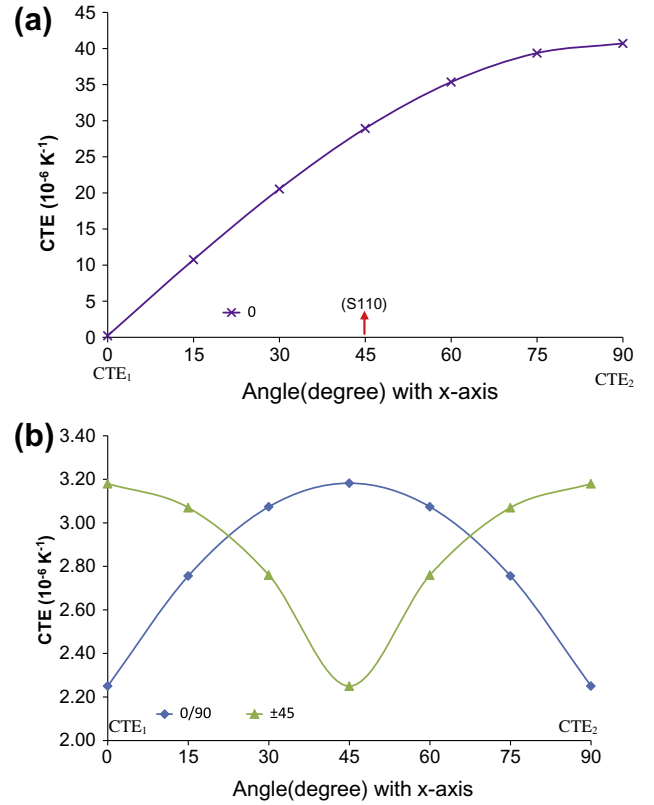 (a)
45
40
35
30
25
20
15
10
5
0
CTE (10⁻⁶ K⁻¹)
0
(S110)
0 15 30 45 60 75 90
CTE₁ CTE₂
Angle(degree) with x-axis
(b)
3.40
3.20
3.00
2.80
2.60
2.40
2.20
2.00
CTE (10⁻⁶ K⁻¹)
0/90 ±45
CTE₁ CTE₂
0 15 30 45 60 75 90
Angle(degree) with x-axis